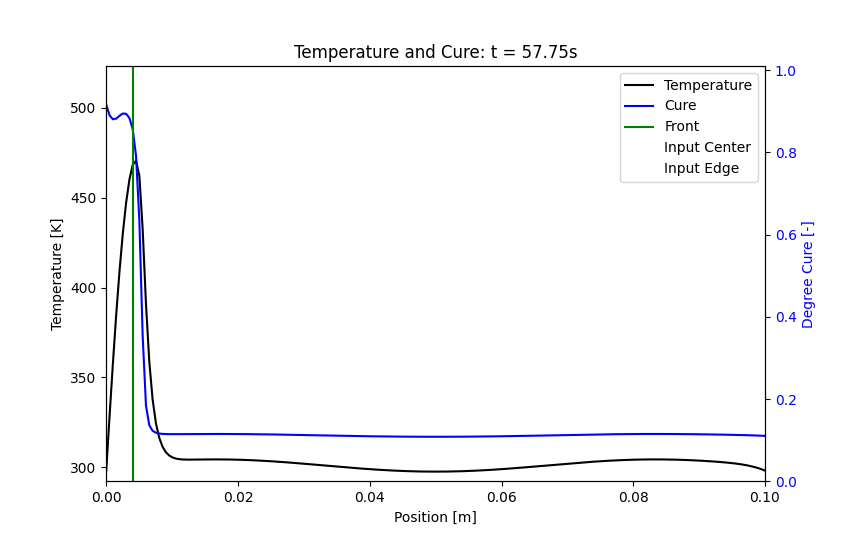 Temperature and Cure: t = 57.75s
Temperature
Cure
Front
Input Center
Input Edge
500
450
400
350
300
Temperature [K]
1.0
0.8
0.6
0.4
0.2
0.0
Degree Cure [-]
0.00 0.02 0.04 0.06 0.08 0.10
Position [m]